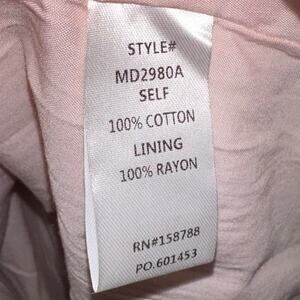 STYLE#
MD2980A
SELF
100% COTTON
LINING
100% RAYON
RN#158788
PO.601453